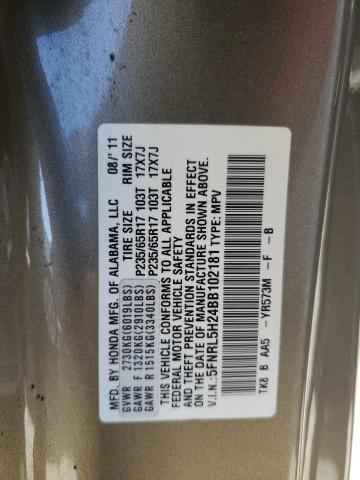 MFD. BY HONDA MFG. OF ALABAMA, LLC 08/'11
TIRE SIZE RIM SIZE
GVWR 2730KG(6019LBS)
GAWR F 1320KG(2910LBS) P235/65R17 103T 17X7J
GAWR R 1515KG(3340LBS) P235/65R17 103T 17X7J
THIS VEHICLE CONFORMS TO ALL APPLICABLE
FEDERAL MOTOR VEHICLE SAFETY
AND THEFT PREVENTION STANDARDS IN EFFECT
ON THE DATE OF MANUFACTURE SHOWN ABOVE.
V.I.N.:5FNRL5H24BB102181 TYPE: MPV
TK8 B AA5 -YR573M -F -B